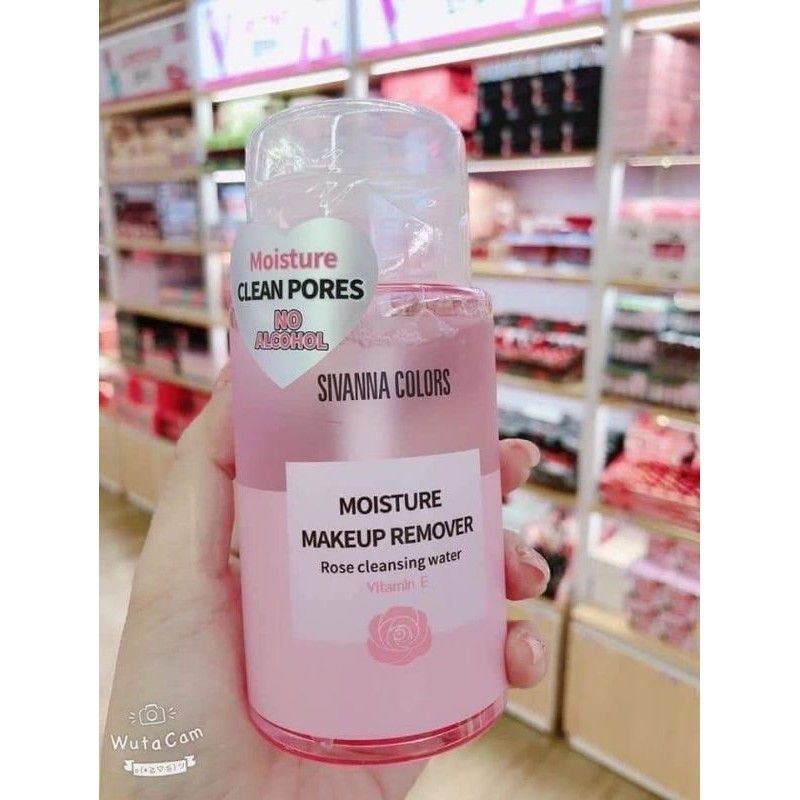 Moisture
CLEAN PORES
NO
ALCOHOL
SIVANNA COLORS
MOISTURE
MAKEUP REMOVER
Rose cleansing water
Vitamin E
WutaCam